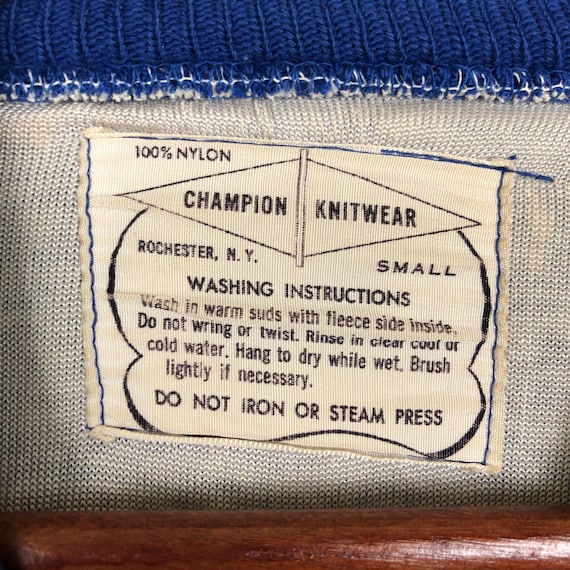 100% NYLON
CHAMPION KNITWEAR
ROCHESTER, N. Y.
SMALL
WASHING INSTRUCTIONS
Wash in warm suds with fleece side inside.
Do not wring or twist. Rinse in clear cool or
cold water. Hang to dry while wet. Brush
lightly if necessary.
DO NOT IRON OR STEAM PRESS